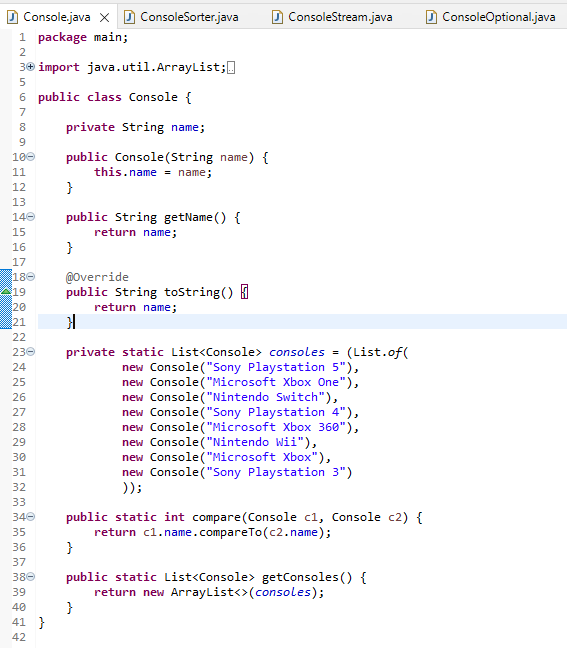 Console.java ConsoleSorter.java ConsoleStream.java ConsoleOptional.java
1 package main;
2
3 import java.util.ArrayList;
5
6 public class Console {
7
8     private String name;
9
10     public Console(String name) {
11         this.name = name;
12     }
13
14     public String getName() {
15         return name;
16     }
17
18     @Override
19     public String toString() {
20         return name;
21     }
22
23     private static List<Console> consoles = (List.of(
24             new Console("Sony Playstation 5"),
25             new Console("Microsoft Xbox One"),
26             new Console("Nintendo Switch"),
27             new Console("Sony Playstation 4"),
28             new Console("Microsoft Xbox 360"),
29             new Console("Nintendo Wii"),
30             new Console("Microsoft Xbox"),
31             new Console("Sony Playstation 3")
32             ));
33
34     public static int compare(Console c1, Console c2) {
35         return c1.name.compareTo(c2.name);
36     }
37
38     public static List<Console> getConsoles() {
39         return new ArrayList<>(consoles);
40     }
41 }
42